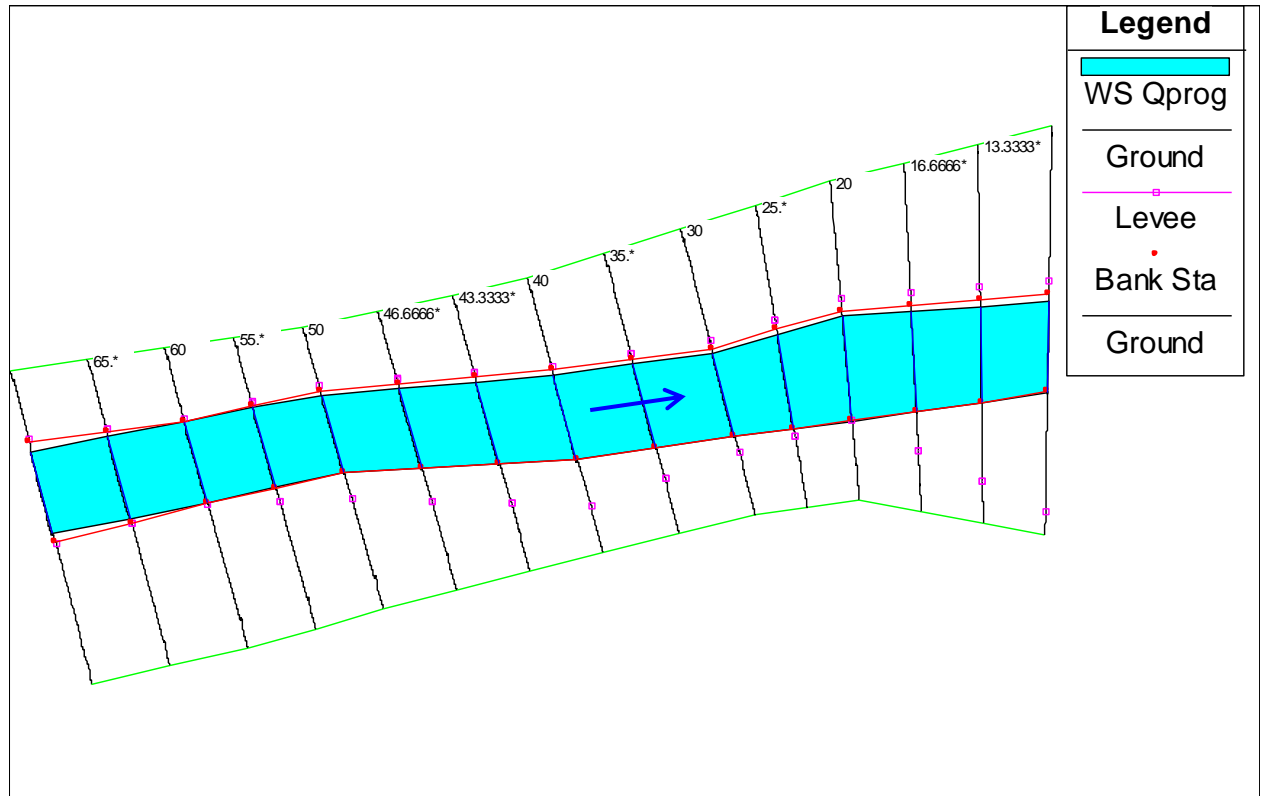 Legend
WS Qprog
Ground
Levee
Bank Sta
Ground
65.*
60
55.*
50
46.6666*
43.3333*
40
35.*
30
25.*
20
16.6666*
13.3333*